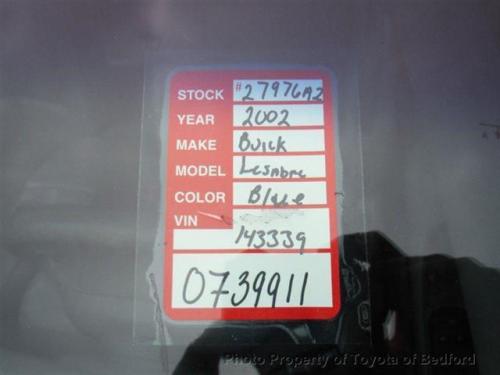 STOCK #27976A2
YEAR 2002
MAKE Buick
MODEL Lesabre
COLOR Blue
VIN
143339
0739911
Photo Property of Toyota of Bedford